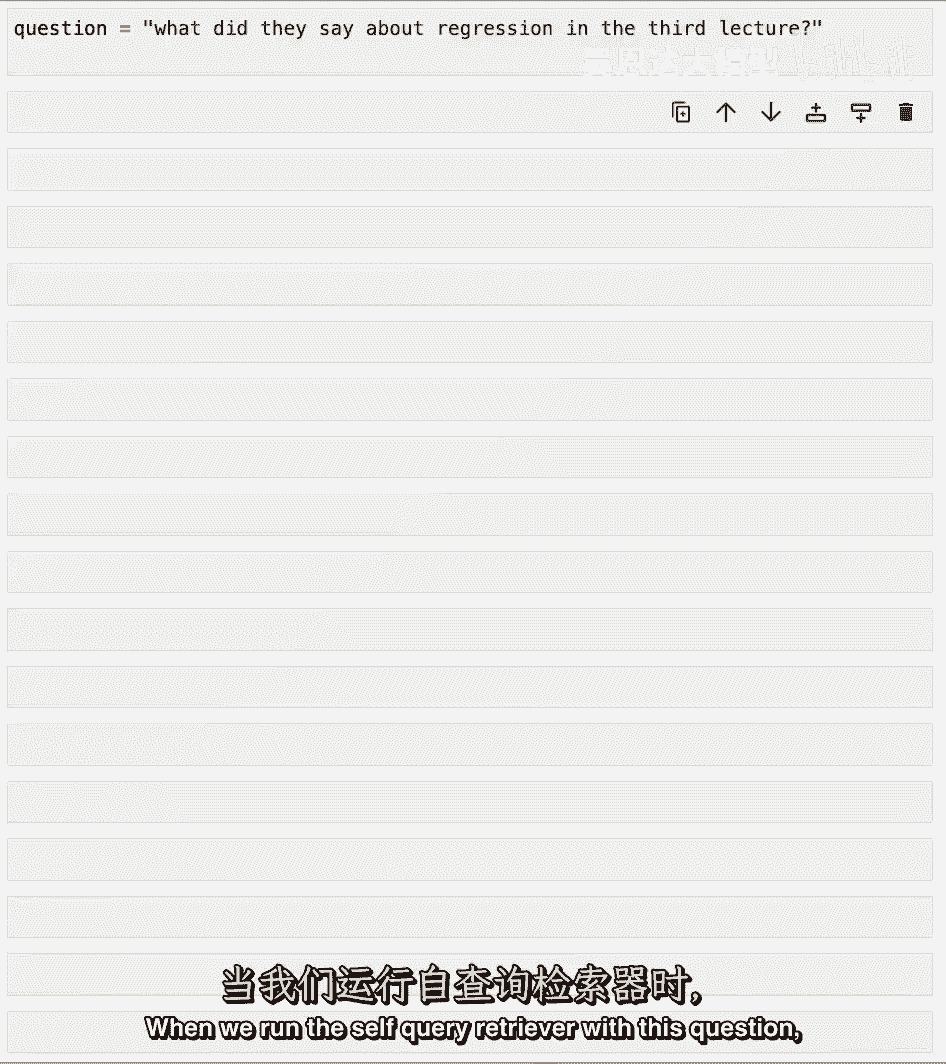 question = "what did they say about regression in the third lecture?"
当我们运行自查询检索器时,
When we run the self query retriever with this question,